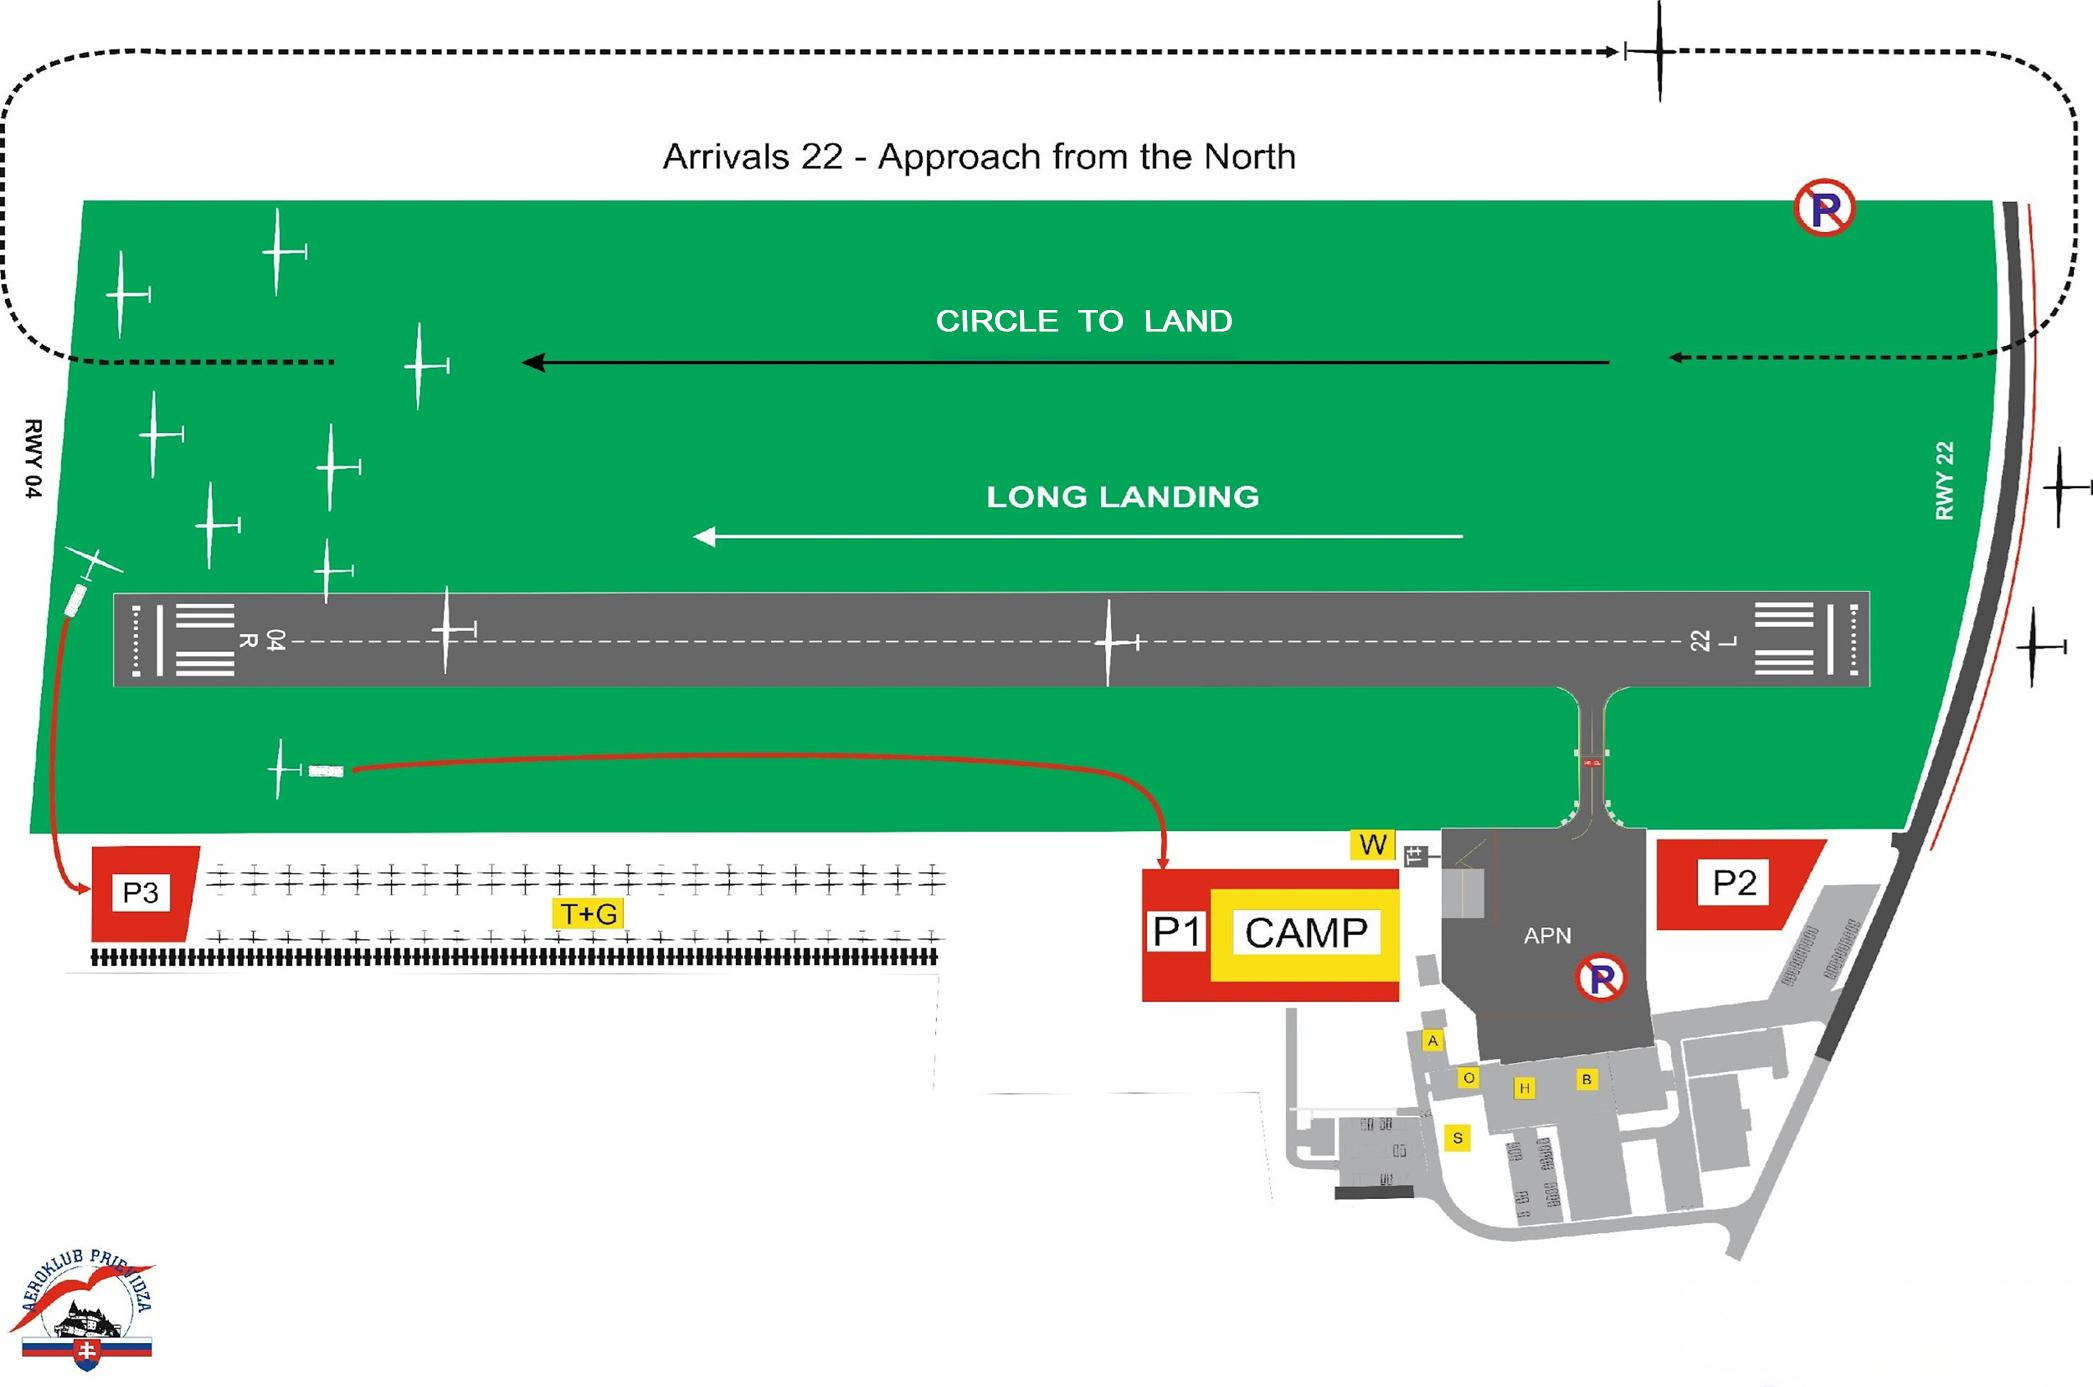 Arrivals 22 - Approach from the North
P
CIRCLE TO LAND
RWY 04
RWY 22
LONG LANDING
04
R
22
L
W
P3
T+G
P1
CAMP
P2
APN
P
A
O
H
B
S
AEROKLUB PRIEVIDZA